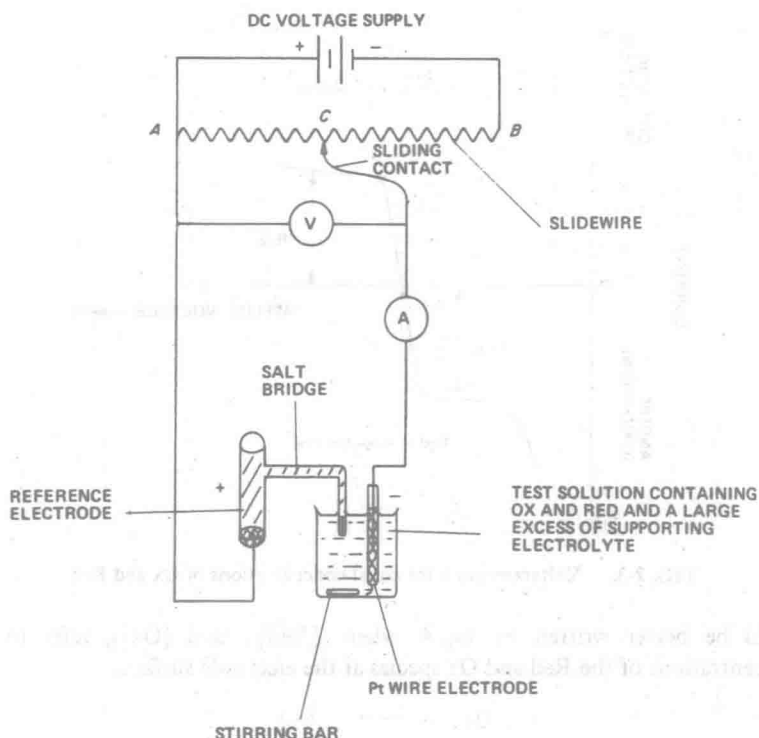 DC VOLTAGE SUPPLY
+ −
A C B
SLIDING
CONTACT
SLIDEWIRE
V
A
SALT
BRIDGE
+
REFERENCE
ELECTRODE
−
TEST SOLUTION CONTAINING
OX AND RED AND A LARGE
EXCESS OF SUPPORTING
ELECTROLYTE
Pt WIRE ELECTRODE
STIRRING BAR